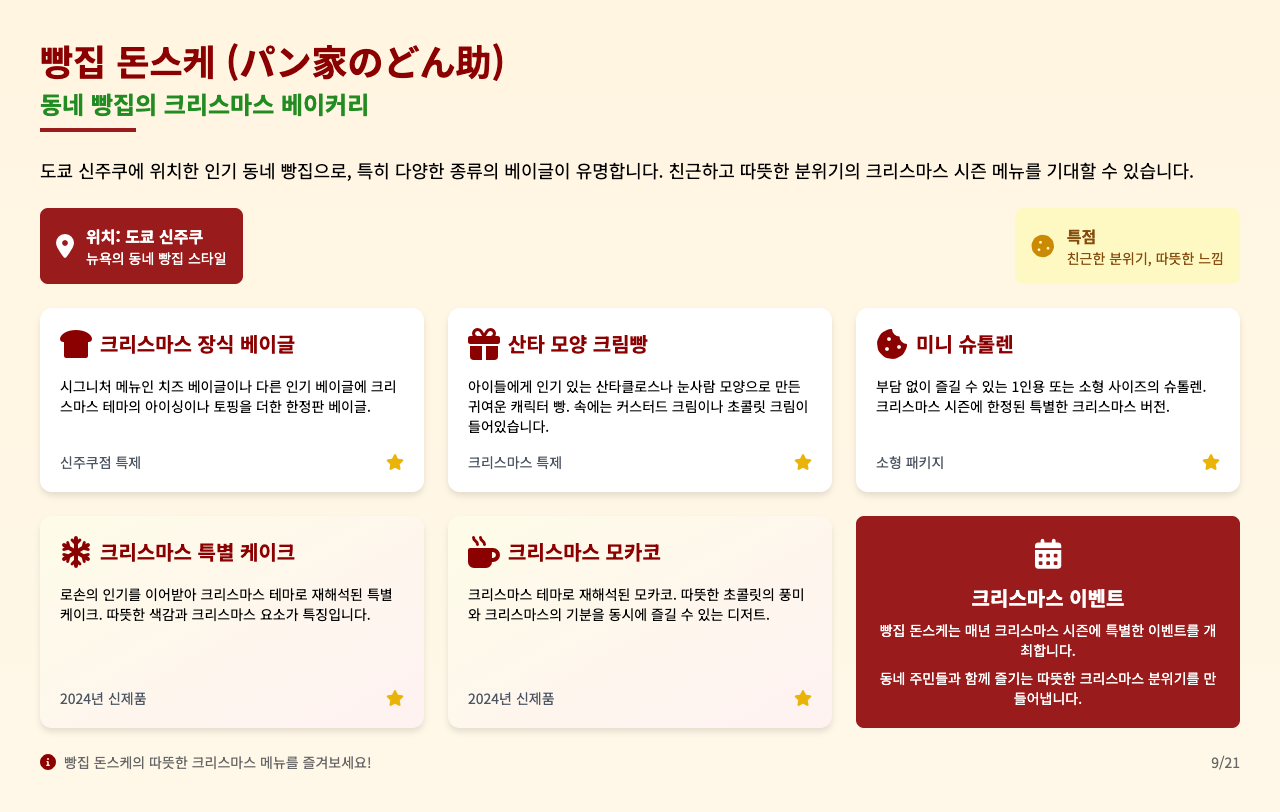 빵집 돈스케 (パン家のどん助)
동네 빵집의 크리스마스 베이커리
도쿄 신주쿠에 위치한 인기 동네 빵집으로, 특히 다양한 종류의 베이글이 유명합니다. 친근하고 따뜻한 분위기의 크리스마스 시즌 메뉴를 기대할 수 있습니다.
위치: 도쿄 신주쿠
뉴욕의 동네 빵집 스타일
특점
친근한 분위기, 따뜻한 느낌
크리스마스 장식 베이글
시그니처 메뉴인 치즈 베이글이나 다른 인기 베이글에 크리
스마스 테마의 아이싱이나 토핑을 더한 한정판 베이글.
신주쿠점 특제
산타 모양 크림빵
아이들에게 인기 있는 산타클로스나 눈사람 모양으로 만든
귀여운 캐릭터 빵. 속에는 커스터드 크림이나 초콜릿 크림이
들어있습니다.
크리스마스 특제
미니 슈톨렌
부담 없이 즐길 수 있는 1인용 또는 소형 사이즈의 슈톨렌.
크리스마스 시즌에 한정된 특별한 크리스마스 버전.
소형 패키지
크리스마스 특별 케이크
로손의 인기를 이어받아 크리스마스 테마로 재해석된 특별
케이크. 따뜻한 색감과 크리스마스 요소가 특징입니다.
2024년 신제품
크리스마스 모카코
크리스마스 테마로 재해석된 모카코. 따뜻한 초콜릿의 풍미
와 크리스마스의 기분을 동시에 즐길 수 있는 디저트.
2024년 신제품
크리스마스 이벤트
빵집 돈스케는 매년 크리스마스 시즌에 특별한 이벤트를 개
최합니다.
동네 주민들과 함께 즐기는 따뜻한 크리스마스 분위기를 만
들어냅니다.
빵집 돈스케의 따뜻한 크리스마스 메뉴를 즐겨보세요!
9/21